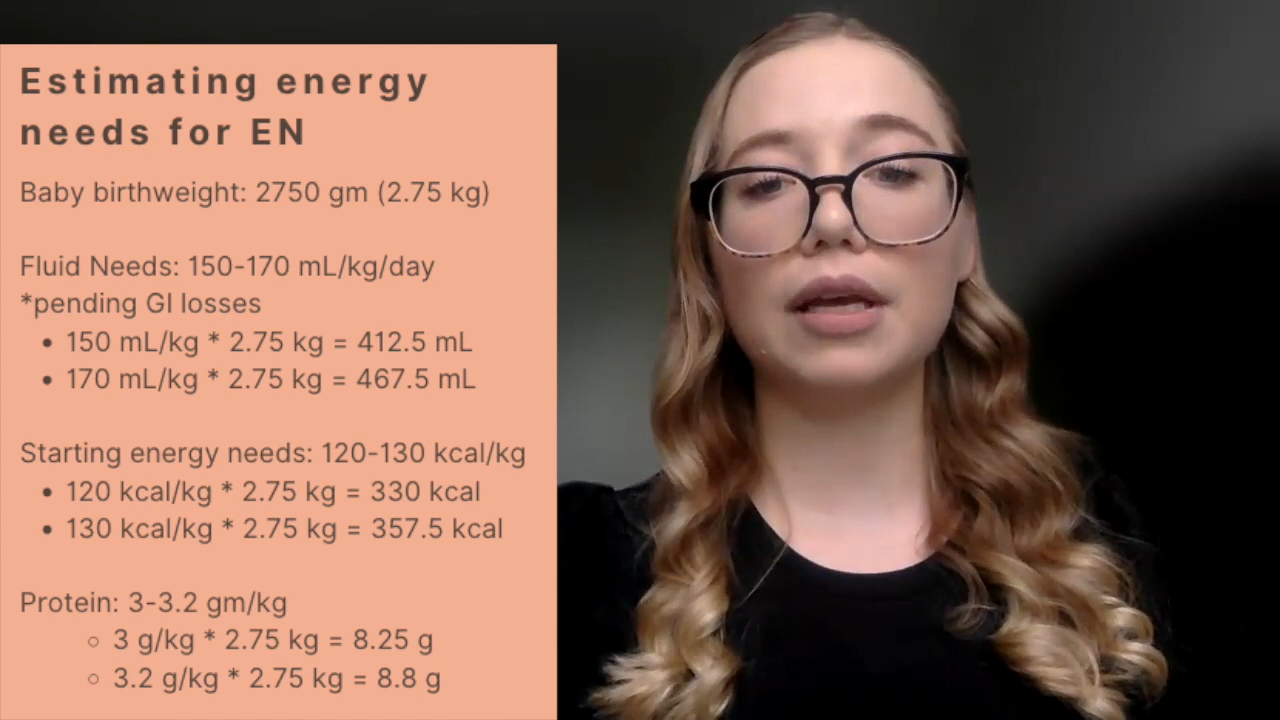 Estimating energy
needs for EN
Baby birthweight: 2750 gm (2.75 kg)
Fluid Needs: 150-170 mL/kg/day
*pending GI losses
• 150 mL/kg * 2.75 kg = 412.5 mL
• 170 mL/kg * 2.75 kg = 467.5 mL
Starting energy needs: 120-130 kcal/kg
• 120 kcal/kg * 2.75 kg = 330 kcal
• 130 kcal/kg * 2.75 kg = 357.5 kcal
Protein: 3-3.2 gm/kg
○ 3 g/kg * 2.75 kg = 8.25 g
○ 3.2 g/kg * 2.75 kg = 8.8 g